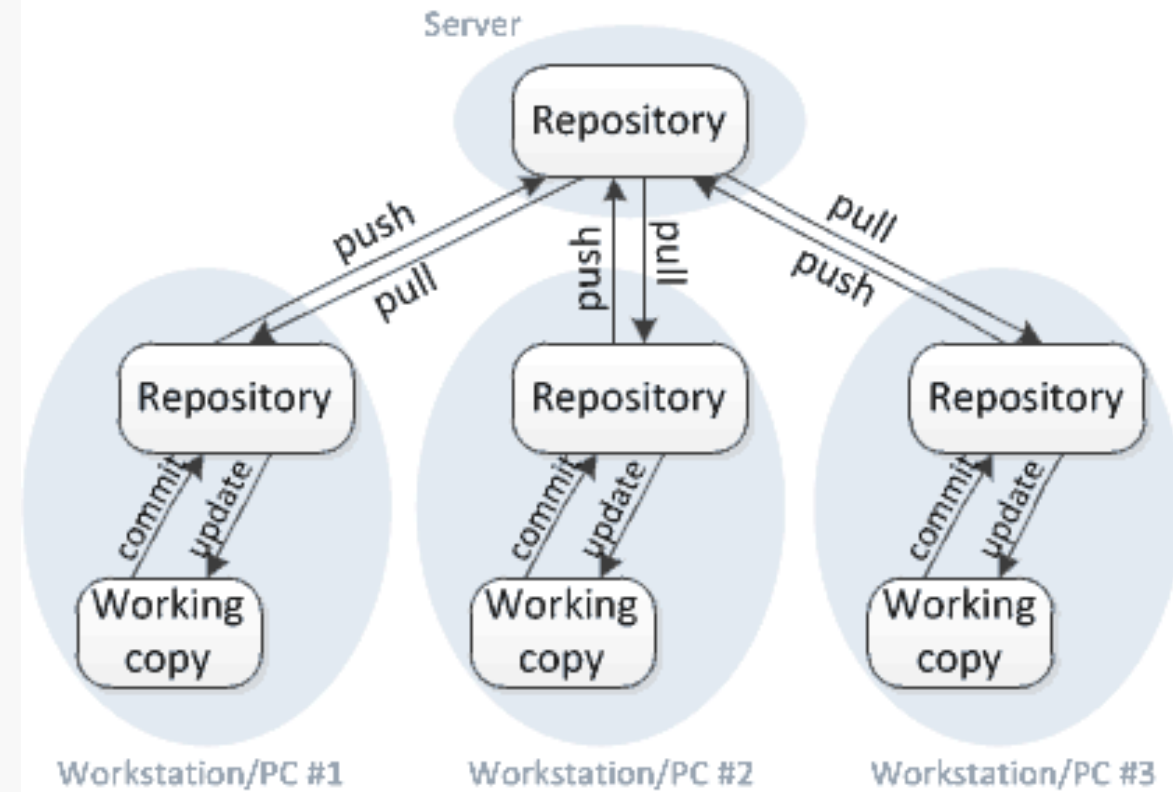 Server
Repository
push
pull
push
pull
pull
push
Repository
Repository
Repository
commit
update
commit
update
commit
update
Working
copy
Working
copy
Working
copy
Workstation/PC #1
Workstation/PC #2
Workstation/PC #3